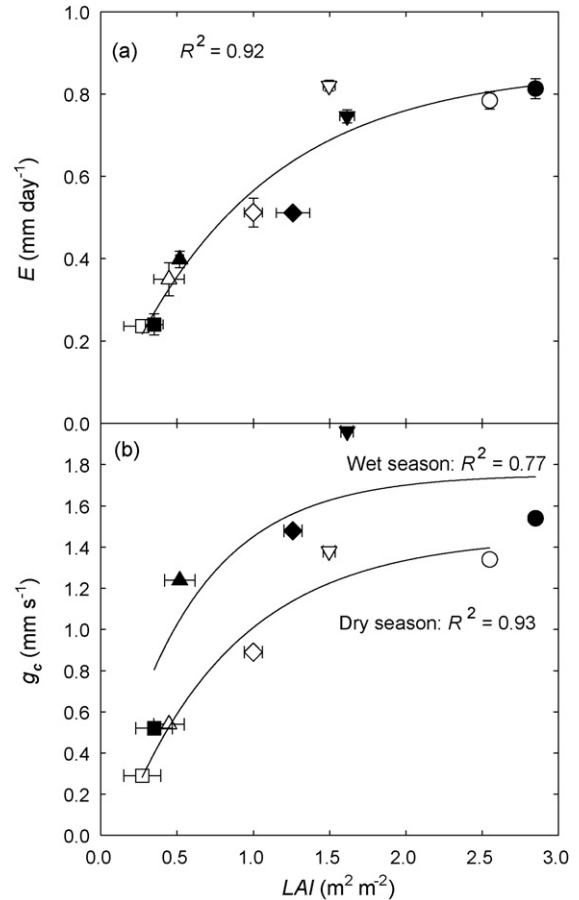 (a) R² = 0.92
1.0
0.8
0.6
0.4
0.2
0.0
E (mm day⁻¹)
(b)
Wet season: R² = 0.77
Dry season: R² = 0.93
1.8
1.6
1.4
1.2
1.0
0.8
0.6
0.4
0.2
0.0
g_c (mm s⁻¹)
0.0 0.5 1.0 1.5 2.0 2.5 3.0
LAI (m² m⁻²)